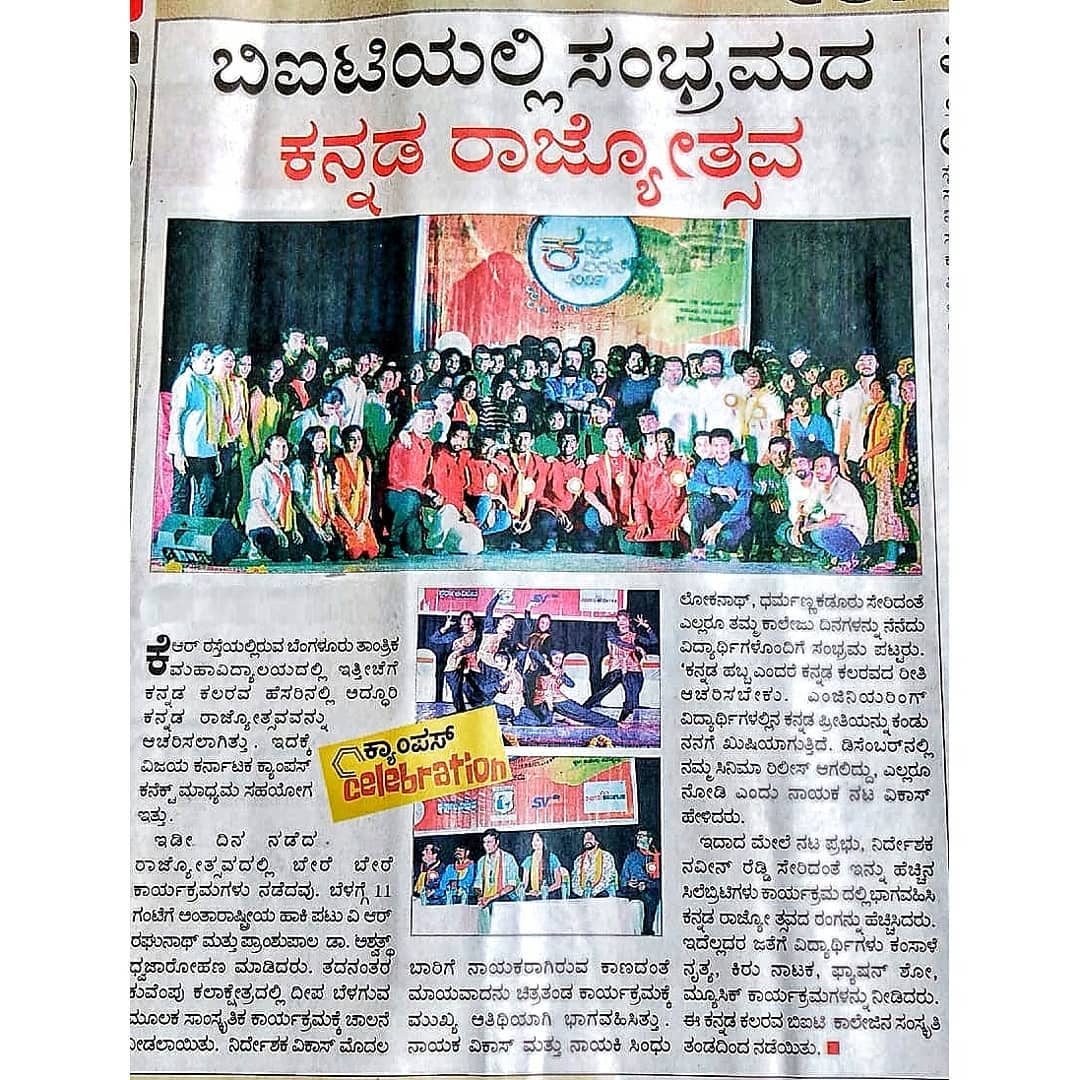 ಬಿಐಟಿಯಲ್ಲಿ ಸಂಭ್ರಮದ
ಕನ್ನಡ ರಾಜ್ಯೋತ್ಸವ
ಕೆಆರ್ ರಸ್ತೆಯಲ್ಲಿರುವ ಬೆಂಗಳೂರು ತಾಂತ್ರಿಕ
ಮಹಾವಿದ್ಯಾಲಯದಲ್ಲಿ ಇತ್ತೀಚೆಗೆ
ಕನ್ನಡ ಕಲರವ ಹೆಸರಿನಲ್ಲಿ ಅದ್ಧೂರಿ
ಕನ್ನಡ ರಾಜ್ಯೋತ್ಸವವನ್ನು
ಆಚರಿಸಲಾಗಿತ್ತು. ಇದಕ್ಕೆ
ವಿಜಯ ಕರ್ನಾಟಕ ಕ್ಯಾಂಪಸ್
ಕನೆಕ್ಟ್ ಮಾಧ್ಯಮ ಸಹಯೋಗ
ಇತ್ತು.
ಇಡೀ ದಿನ ನಡೆದ
ರಾಜ್ಯೋತ್ಸವದಲ್ಲಿ ಬೇರೆ ಬೇರೆ
ಕಾರ್ಯಕ್ರಮಗಳು ನಡೆದವು. ಬೆಳಗ್ಗೆ 11
ಗಂಟೆಗೆ ಅಂತಾರಾಷ್ಟ್ರೀಯ ಹಾಕಿ ಪಟು ವಿ ಆರ್
ರಘುನಾಥ್ ಮತ್ತು ಪ್ರಾಂಶುಪಾಲ ಡಾ. ಅಶ್ವತ್ಥ್
ಧ್ವಜಾರೋಹಣ ಮಾಡಿದರು. ತದನಂತರ
ಕುವೆಂಪು ಕಲಾಕ್ಷೇತ್ರದಲ್ಲಿ ದೀಪ ಬೆಳಗುವ
ಮೂಲಕ ಸಾಂಸ್ಕೃತಿಕ ಕಾರ್ಯಕ್ರಮಕ್ಕೆ ಚಾಲನೆ
ನೀಡಲಾಯಿತು. ನಿರ್ದೇಶಕ ವಿಕಾಸ್ ಮೊದಲ
ಕ್ಯಾಂಪಸ್
celebration
SV
SV
ಬಾರಿಗೆ ನಾಯಕರಾಗಿರುವ ಕಾಣದಂತೆ
ಮಾಯವಾದನು ಚಿತ್ರತಂಡ ಕಾರ್ಯಕ್ರಮಕ್ಕೆ
ಮುಖ್ಯ ಅತಿಥಿಯಾಗಿ ಭಾಗವಹಿಸಿತ್ತು.
ನಾಯಕ ವಿಕಾಸ್ ಮತ್ತು ನಾಯಕಿ ಸಿಂಧು
ಲೋಕನಾಥ್, ಧರ್ಮಣ್ಣ ಕಡೂರು ಸೇರಿದಂತೆ
ಎಲ್ಲರೂ ತಮ್ಮ ಕಾಲೇಜು ದಿನಗಳನ್ನು ನೆನೆದು
ವಿದ್ಯಾರ್ಥಿಗಳೊಂದಿಗೆ ಸಂಭ್ರಮ ಪಟ್ಟರು.
'ಕನ್ನಡ ಹಬ್ಬ ಎಂದರೆ ಕನ್ನಡ ಕಲರವದ ರೀತಿ
ಆಚರಿಸಬೇಕು. ಎಂಜಿನಿಯರಿಂಗ್
ವಿದ್ಯಾರ್ಥಿಗಳಲ್ಲಿನ ಕನ್ನಡ ಪ್ರೀತಿಯನ್ನು ಕಂಡು
ನನಗೆ ಖುಷಿಯಾಗುತ್ತಿದೆ. ಡಿಸೆಂಬರ್‌ನಲ್ಲಿ
ನಮ್ಮ ಸಿನಿಮಾ ರಿಲೀಸ್ ಆಗಲಿದ್ದು, ಎಲ್ಲರೂ
ನೋಡಿ ಎಂದು ನಾಯಕ ನಟ ವಿಕಾಸ್
ಹೇಳಿದರು.
ಇದಾದ ಮೇಲೆ ನಟ ಪ್ರಭು, ನಿರ್ದೇಶಕ
ನವೀನ್ ರೆಡ್ಡಿ ಸೇರಿದಂತೆ ಇನ್ನು ಹೆಚ್ಚಿನ
ಸೆಲೆಬ್ರಿಟಿಗಳು ಕಾರ್ಯಕ್ರಮ ದಲ್ಲಿ ಭಾಗವಹಿಸಿ
ಕನ್ನಡ ರಾಜ್ಯೋ ತ್ಸವದ ರಂಗನ್ನು ಹೆಚ್ಚಿಸಿದರು.
ಇದೆಲ್ಲದರ ಜತೆಗೆ ವಿದ್ಯಾರ್ಥಿಗಳು ಕಂಸಾಳೆ
ನೃತ್ಯ, ಕಿರು ನಾಟಕ, ಫ್ಯಾಷನ್ ಶೋ,
ಮ್ಯೂಸಿಕ್ ಕಾರ್ಯಕ್ರಮಗಳನ್ನು ನೀಡಿದರು.
ಈ ಕನ್ನಡ ಕಲರವ ಬಿಐಟಿ ಕಾಲೇಜಿನ ಸಂಸ್ಕೃತಿ
ತಂಡದಿಂದ ನಡೆಯಿತು.